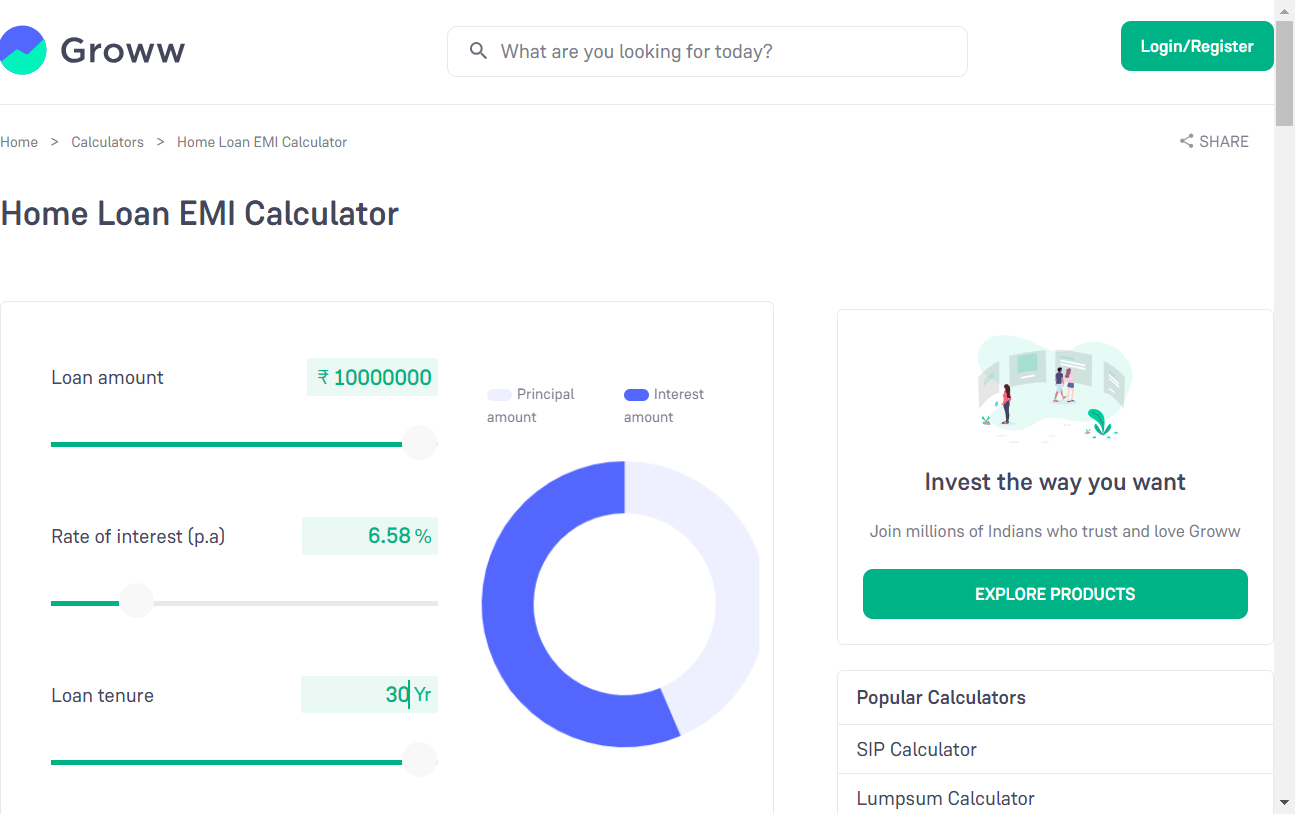 Groww
What are you looking for today?
Login/Register
Home > Calculators > Home Loan EMI Calculator
SHARE
Home Loan EMI Calculator
Loan amount
₹ 10000000
Rate of interest (p.a)
6.58 %
Loan tenure
30 Yr
Principal amount
Interest amount
Invest the way you want
Join millions of Indians who trust and love Groww
EXPLORE PRODUCTS
Popular Calculators
SIP Calculator
Lumpsum Calculator